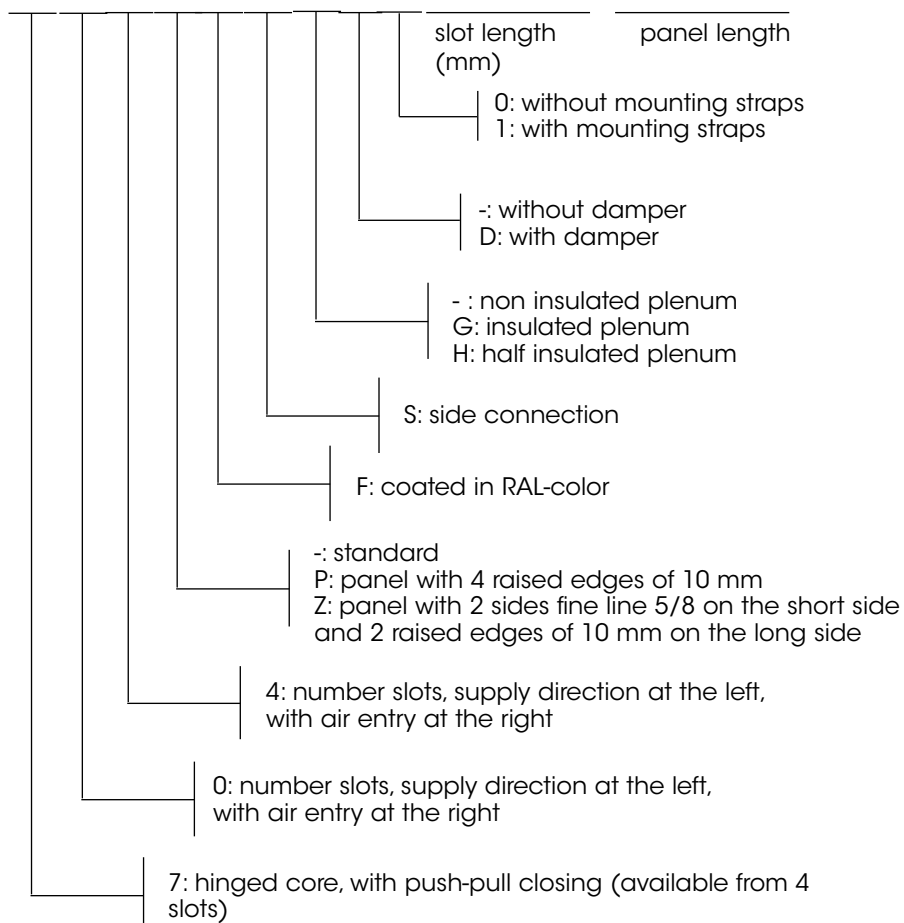 slot length
(mm)
panel length
0: without mounting straps
1: with mounting straps
-: without damper
D: with damper
- : non insulated plenum
G: insulated plenum
H: half insulated plenum
S: side connection
F: coated in RAL-color
-: standard
P: panel with 4 raised edges of 10 mm
Z: panel with 2 sides fine line 5/8 on the short side
and 2 raised edges of 10 mm on the long side
4: number slots, supply direction at the left,
with air entry at the right
0: number slots, supply direction at the left,
with air entry at the right
7: hinged core, with push-pull closing (available from 4
slots)